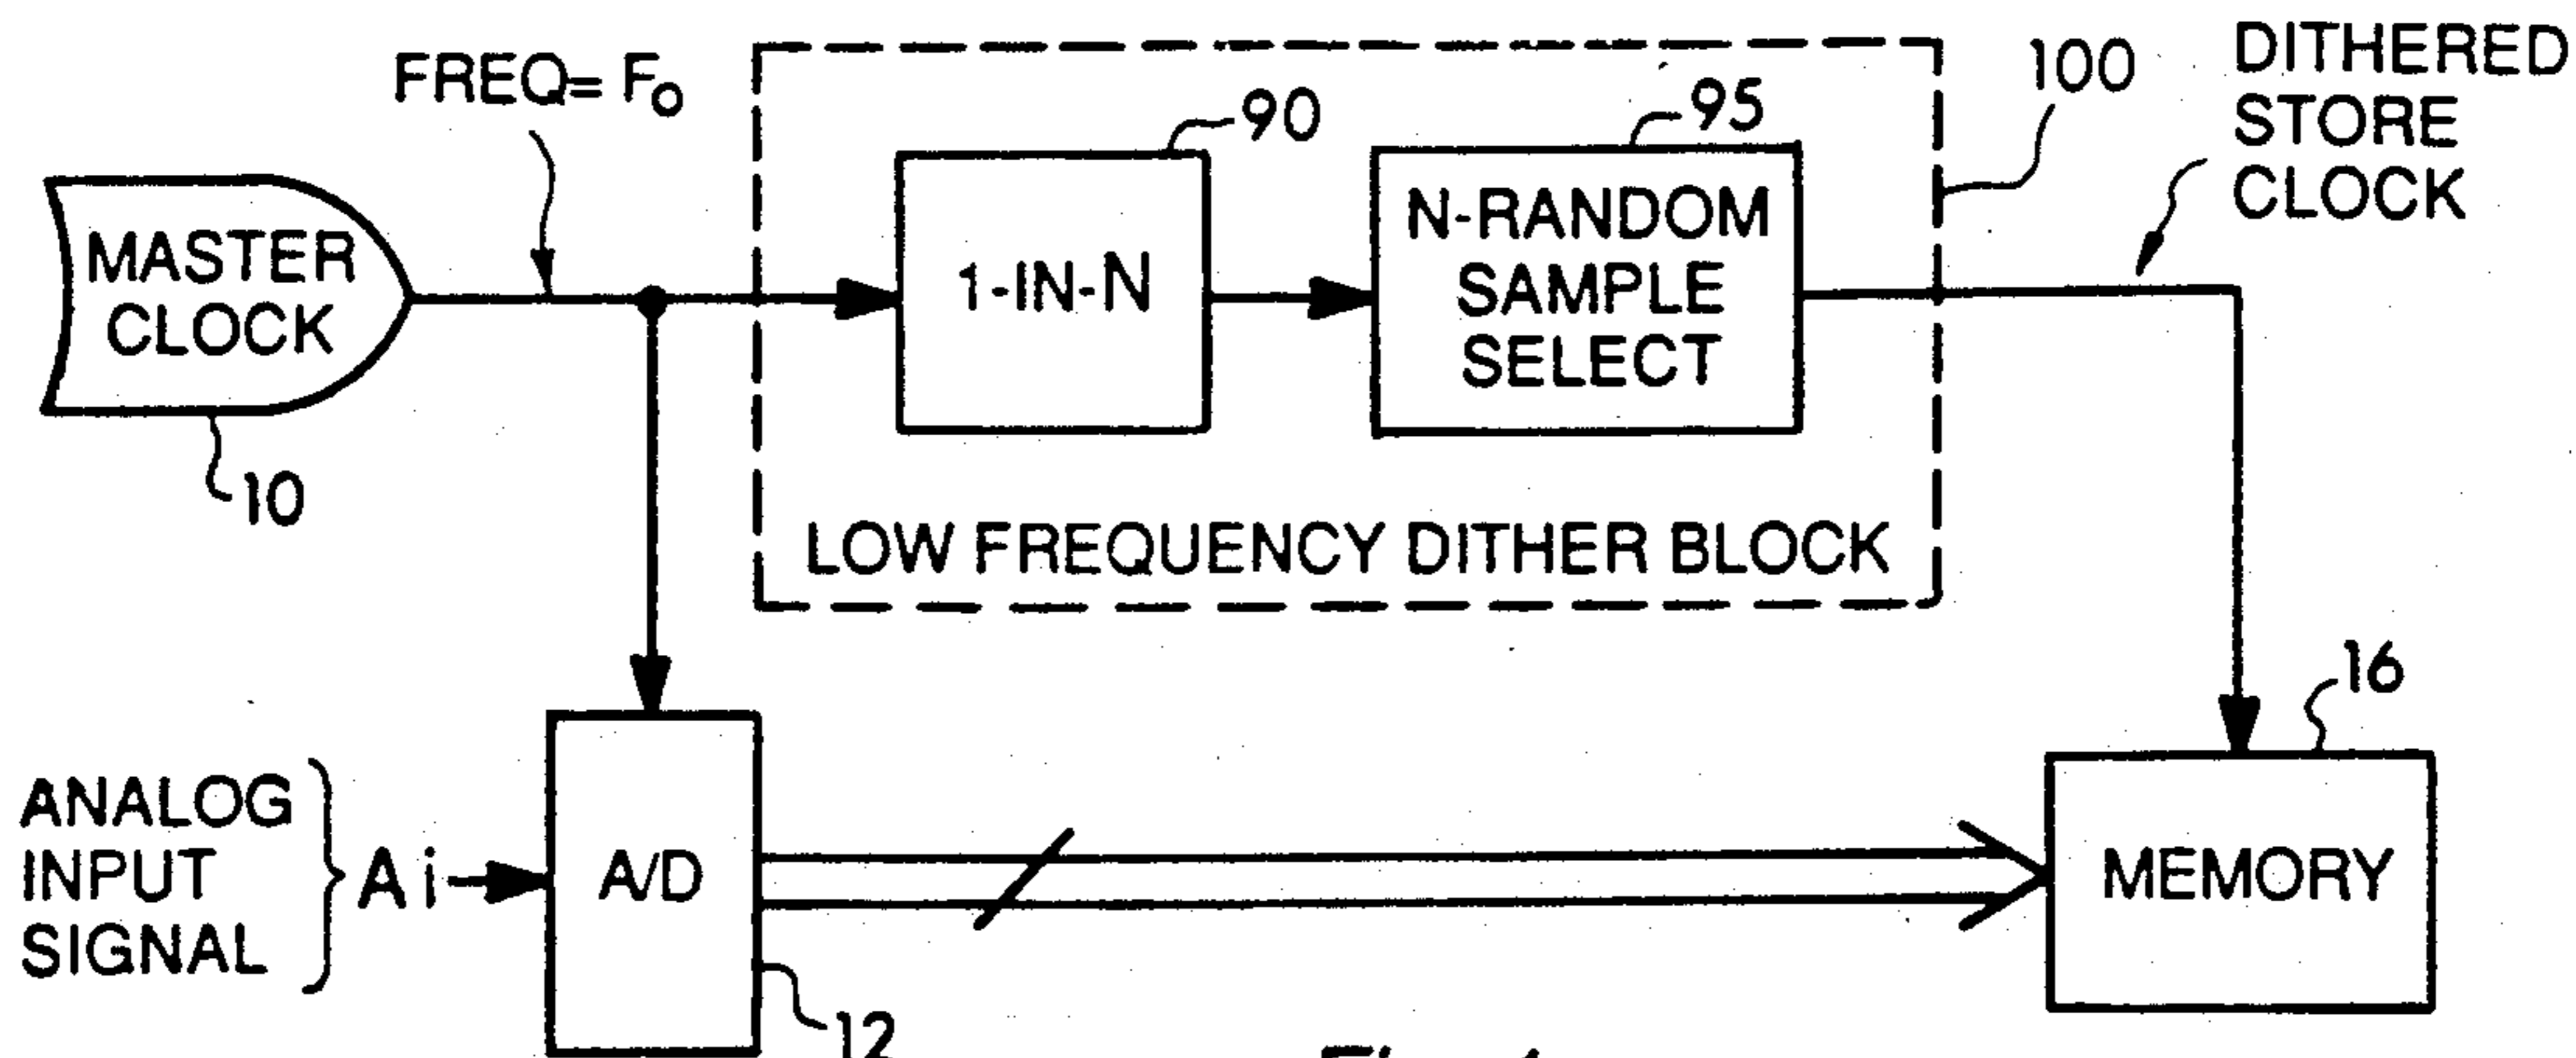 FREQ= Fo
100
DITHERED
STORE
CLOCK
90
95
MASTER
CLOCK
10
1-IN-N
N-RANDOM
SAMPLE
SELECT
LOW FREQUENCY DITHER BLOCK
16
ANALOG
INPUT
SIGNAL
Ai
A/D
MEMORY
12